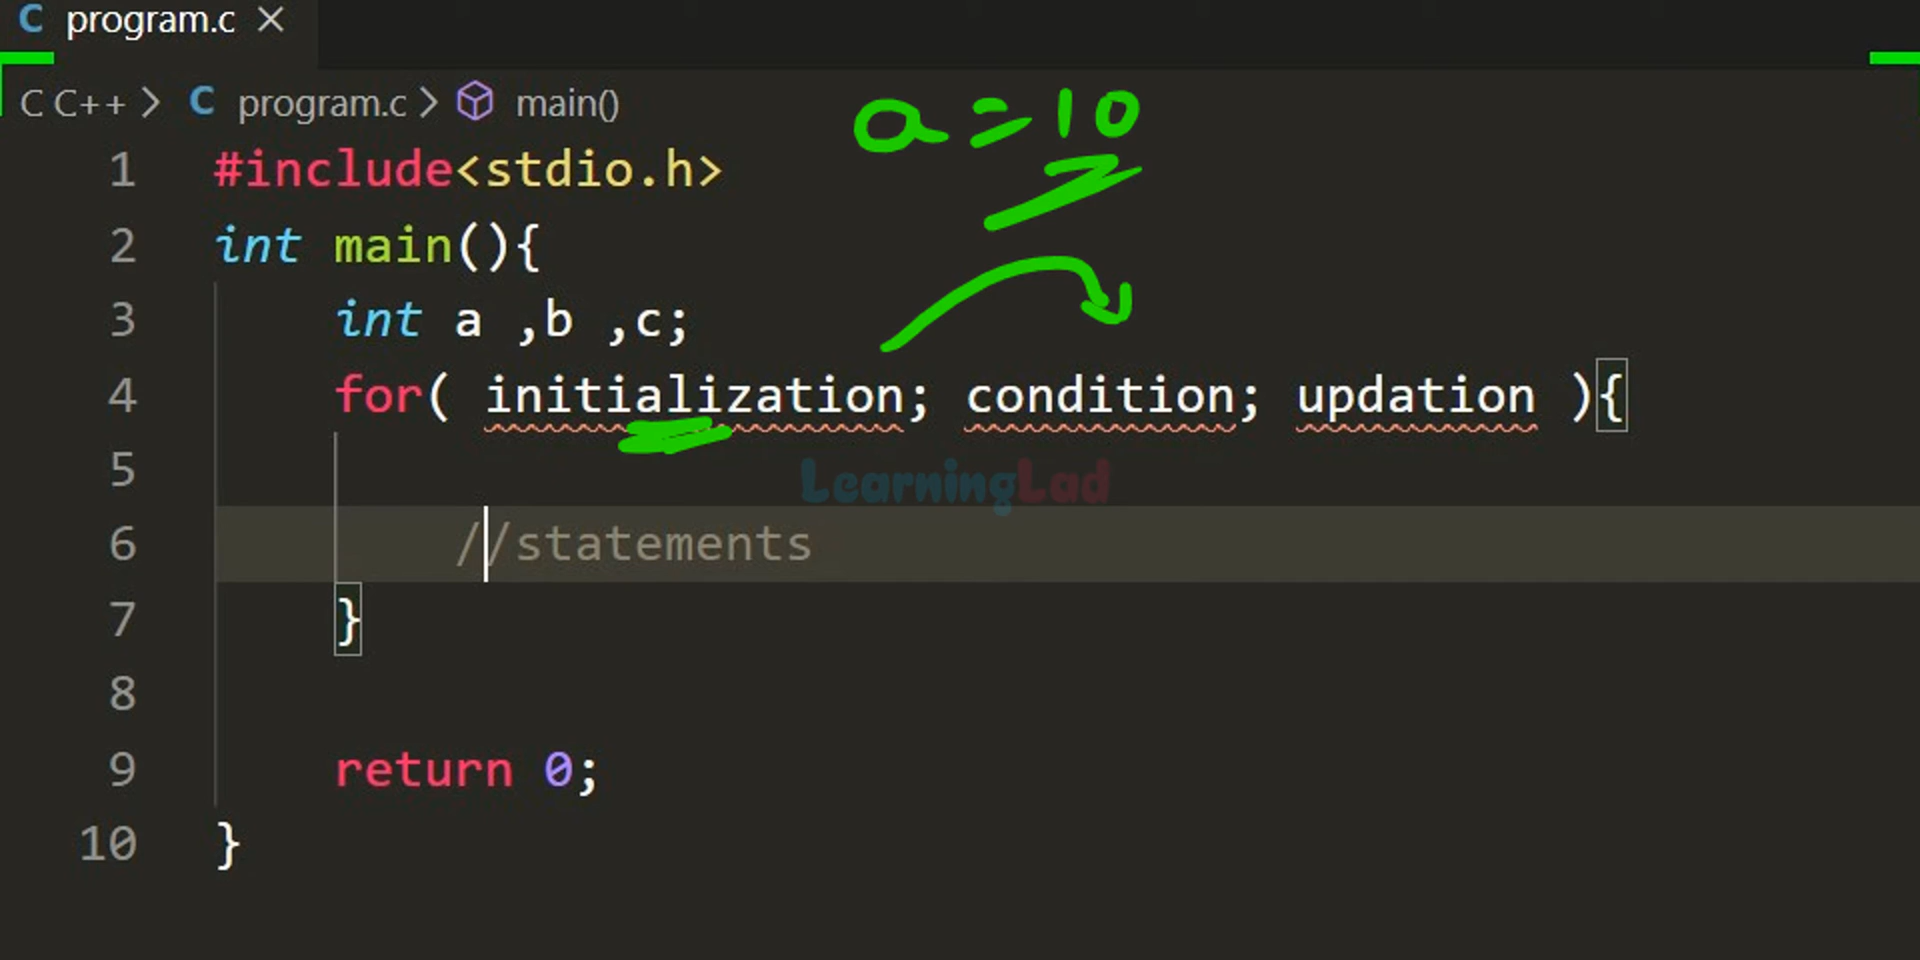 program.c
C C++ > program.c > main()
a=10
1 #include<stdio.h>
2 int main(){
3 int a ,b ,c;
4 for( initialization; condition; updation ){
5
LearningLad
6 //statements
7 }
8
9 return 0;
10 }